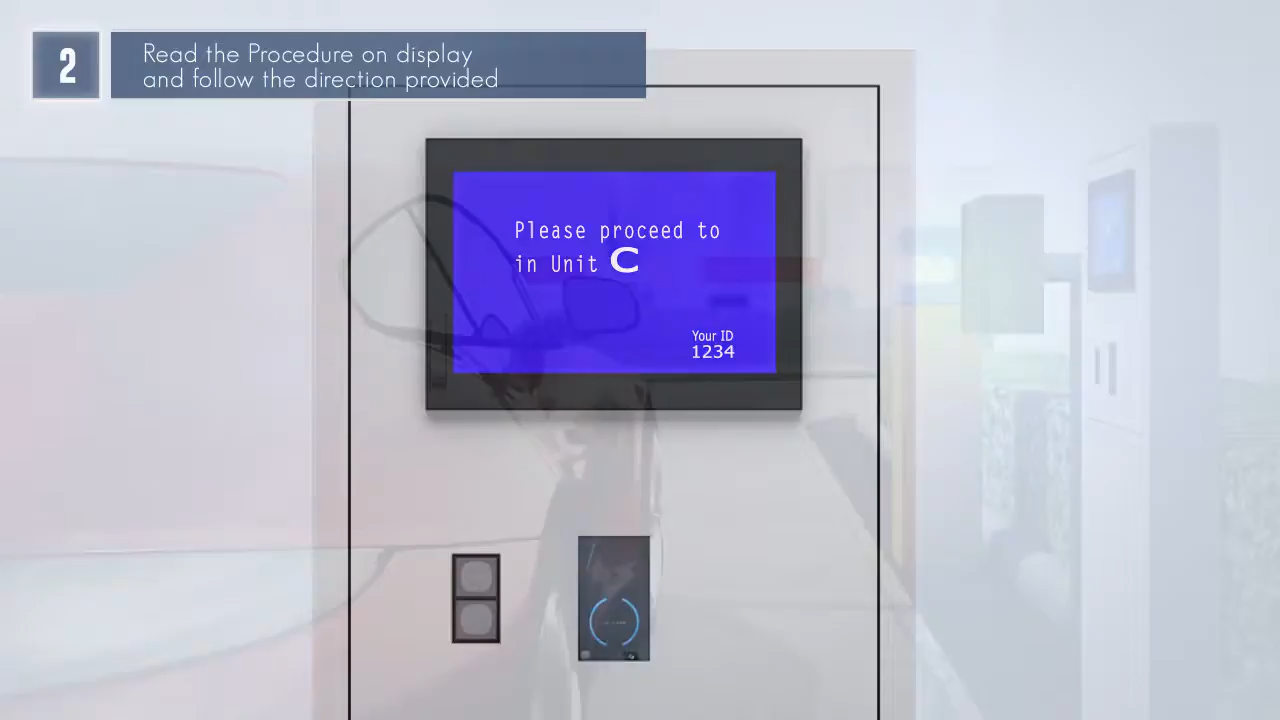 2
Read the Procedure on display
and follow the direction provided
Please proceed to
in Unit C
Your ID
1234